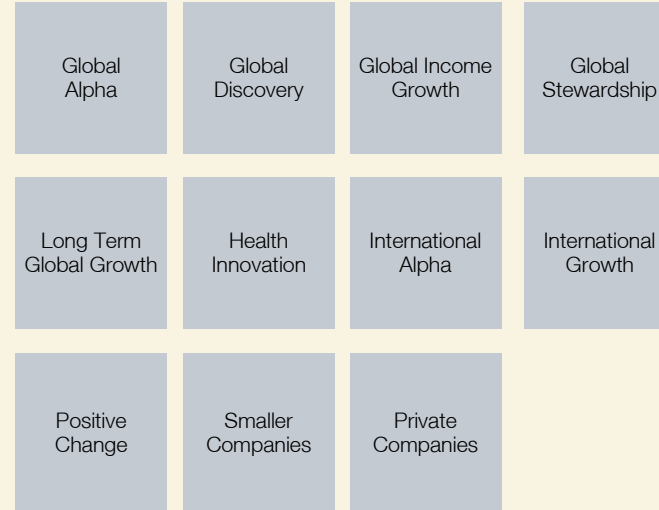 Global
Alpha
Global
Discovery
Global Income
Growth
Global
Stewardship
Long Term
Global Growth
Health
Innovation
International
Alpha
International
Growth
Positive
Change
Smaller
Companies
Private
Companies